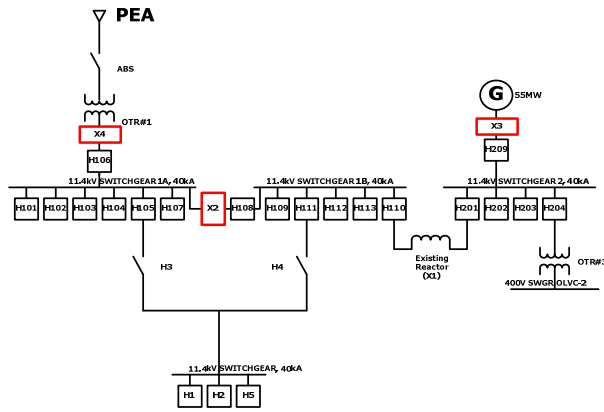 PEA
ABS
G
55MW
OTR#1
X4
X3
H106
H209
11.4kV SWITCHGEAR 1A, 40kA
11.4kV SWITCHGEAR 1B, 40kA
11.4kV SWITCHGEAR 2, 40kA
H101 H102 H103 H104 H105 H107 X2 H108 H109 H111 H112 H113 H110 H201 H202 H203 H204
H3
H4
Existing
Reactor
(X1)
OTR#3
400V SWGR OLVC-2
11.4kV SWITCHGEAR, 40kA
H1 H2 H5